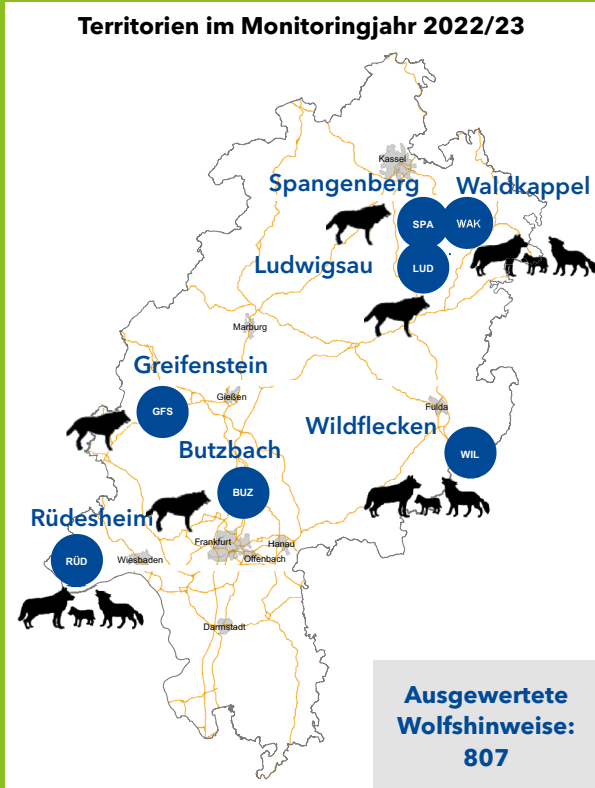 Territorien im Monitoringjahr 2022/23
Kassel
Spangenberg
Waldkappel
SPA
WAK
Ludwigsau
LUD
Marburg
Greifenstein
Gießen
GFS
Fulda
Wildflecken
WIL
Butzbach
BUZ
Rüdesheim
Frankfurt
Hanau
Offenbach
Wiesbaden
RÜD
Darmstadt
Ausgewertete
Wolfshinweise:
807